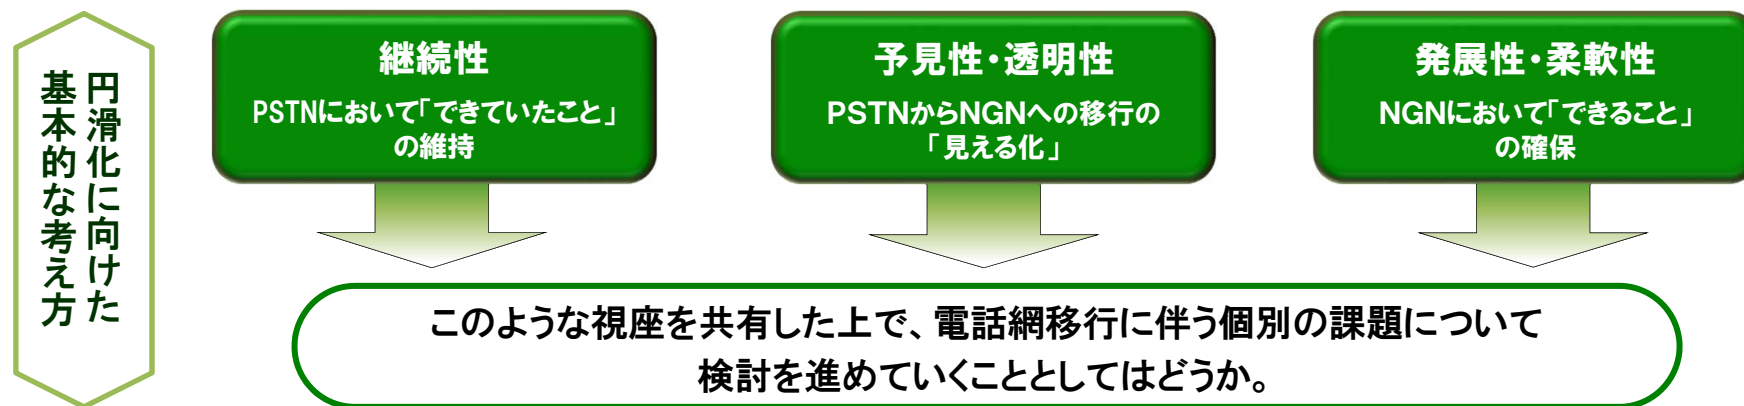 円滑化に向けた
基本的な考え方
継続性
PSTNにおいて「できていたこと」
の維持
予見性・透明性
PSTNからNGNへの移行の
「見える化」
発展性・柔軟性
NGNにおいて「できること」
の確保
このような視座を共有した上で、電話網移行に伴う個別の課題について
検討を進めていくこととしてはどうか。